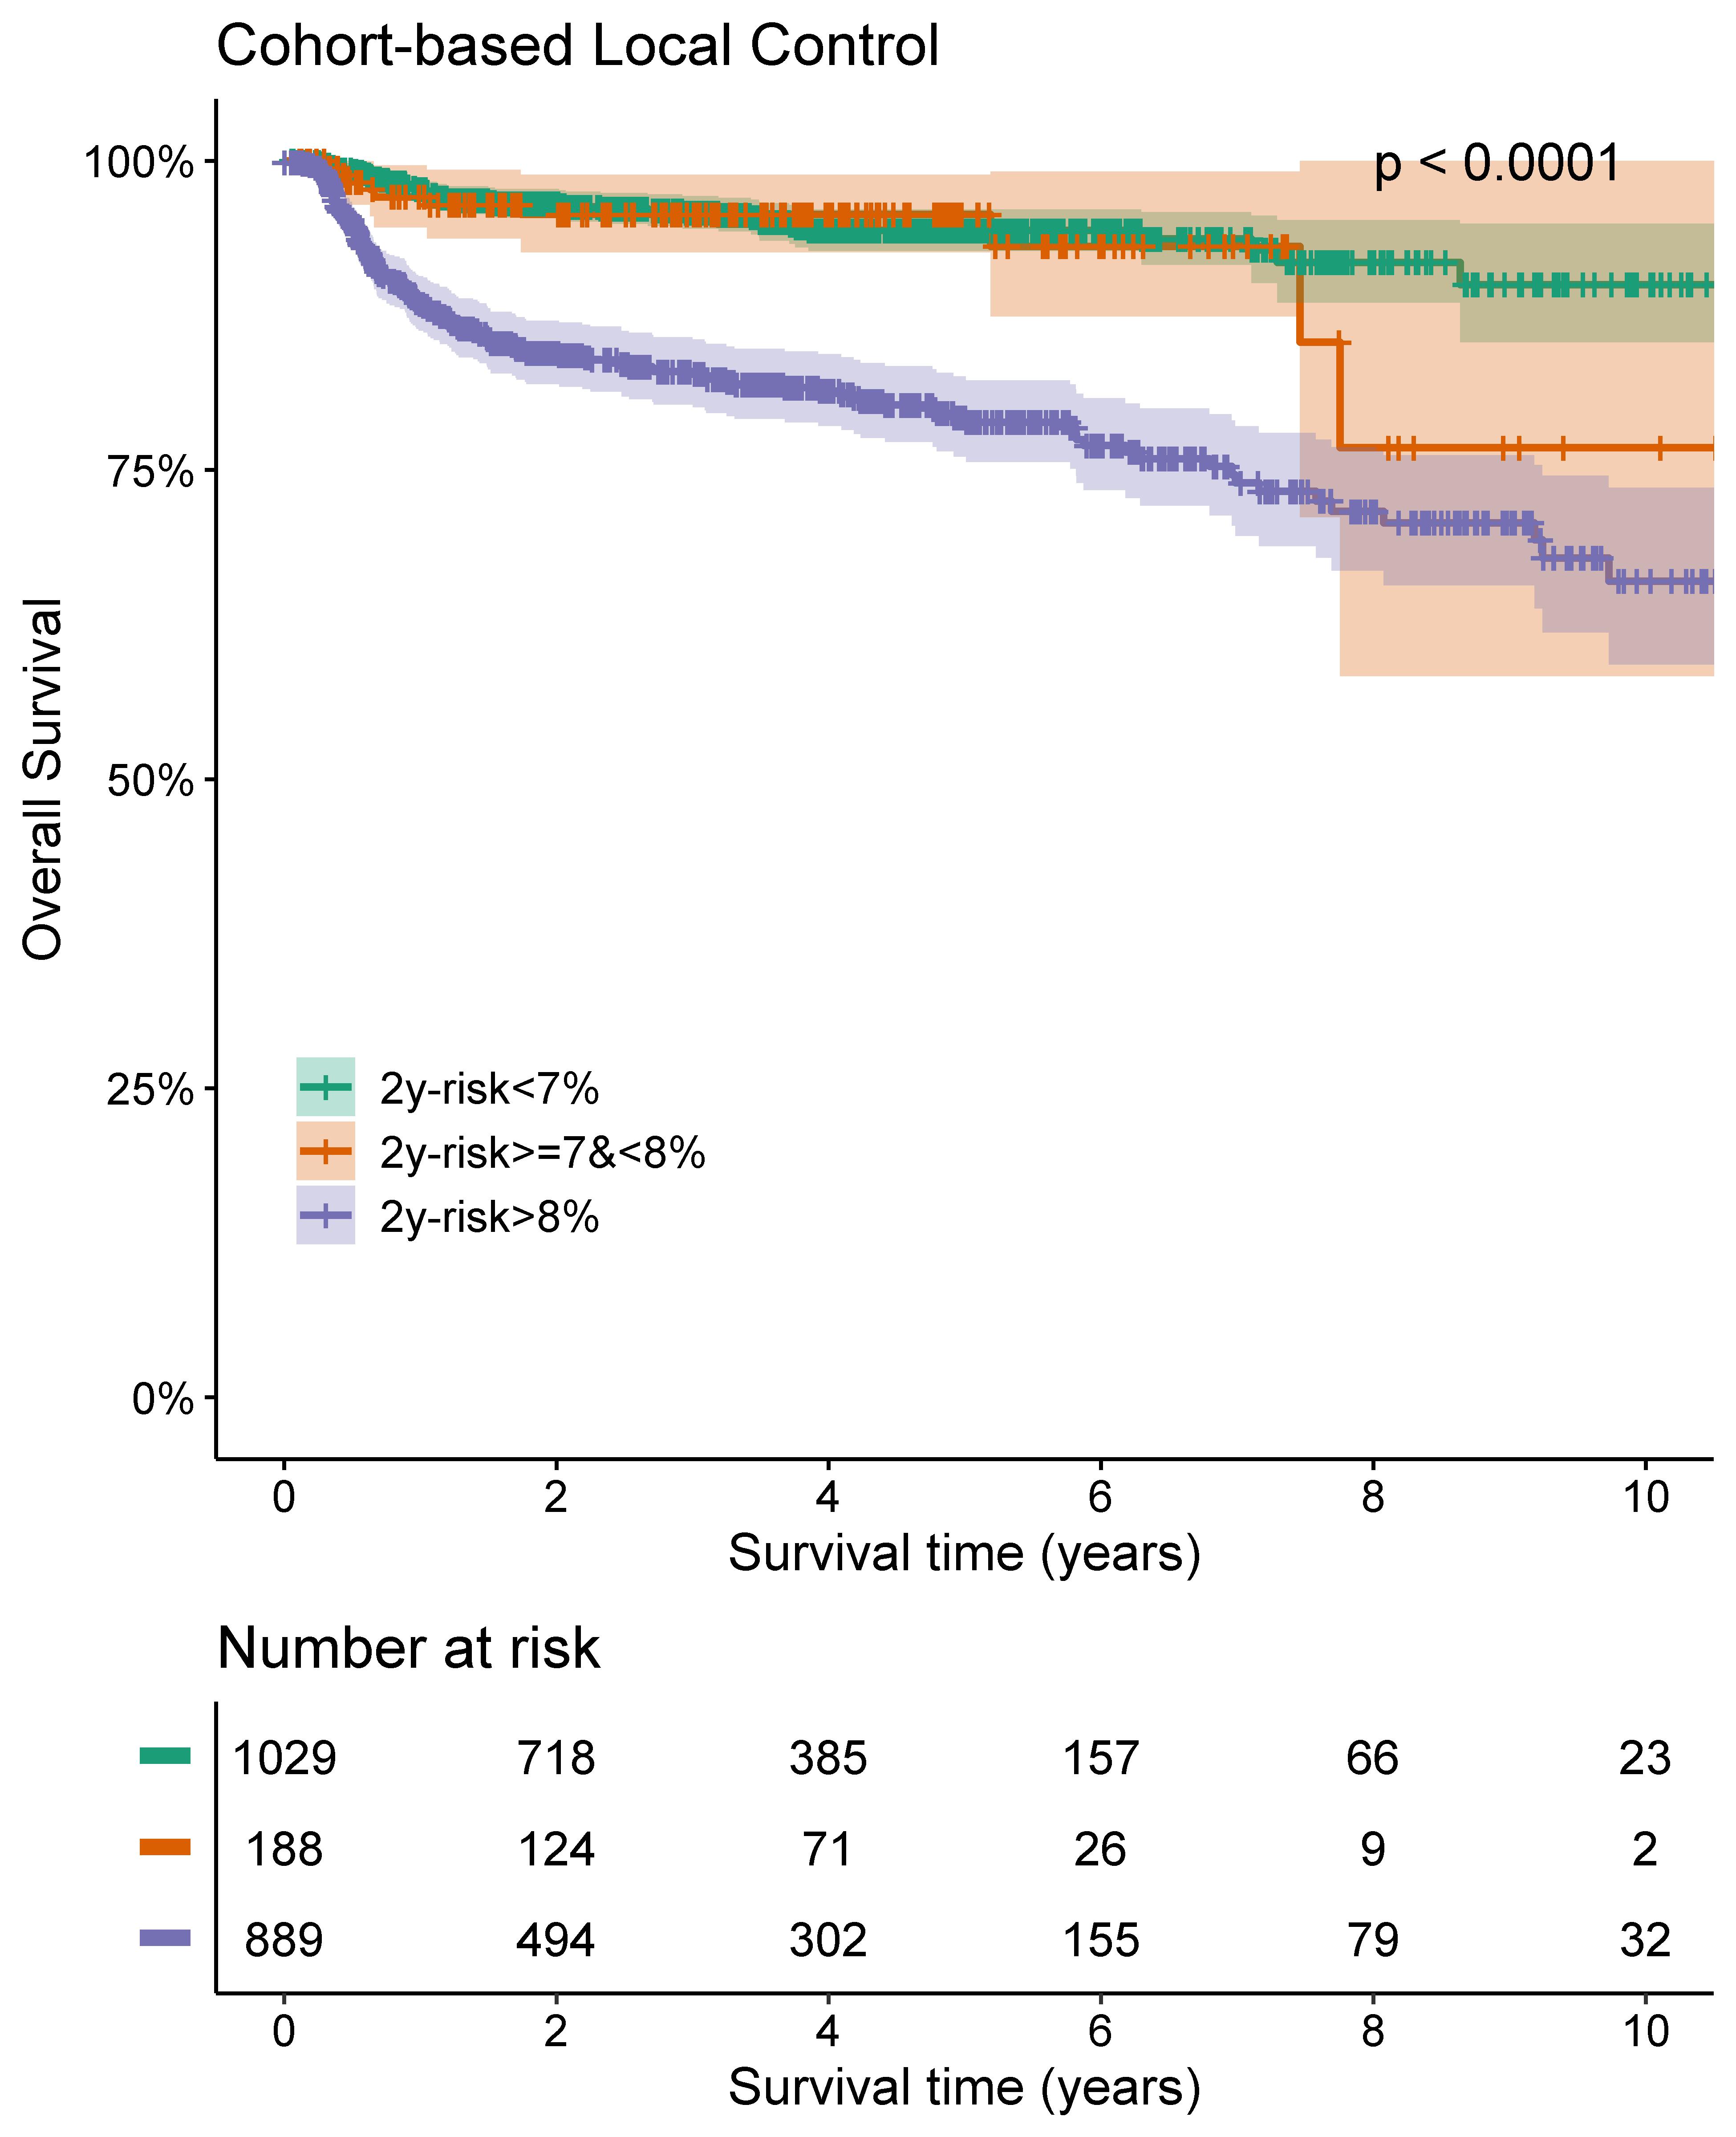 Cohort-based Local Control
p < 0.0001
100%
75%
50%
25%
0%
Overall Survival
2y-risk<7%
2y-risk>=7&<8%
2y-risk>8%
0 2 4 6 8 10
Survival time (years)
Number at risk
1029 718 385 157 66 23
188 124 71 26 9 2
889 494 302 155 79 32
0 2 4 6 8 10
Survival time (years)